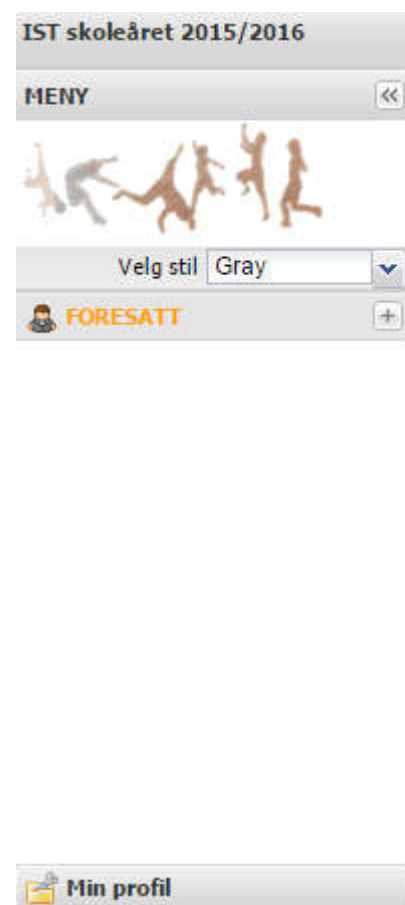 IST skoleåret 2015/2016
MENY
Velg stil Gray
FORESATT
Min profil